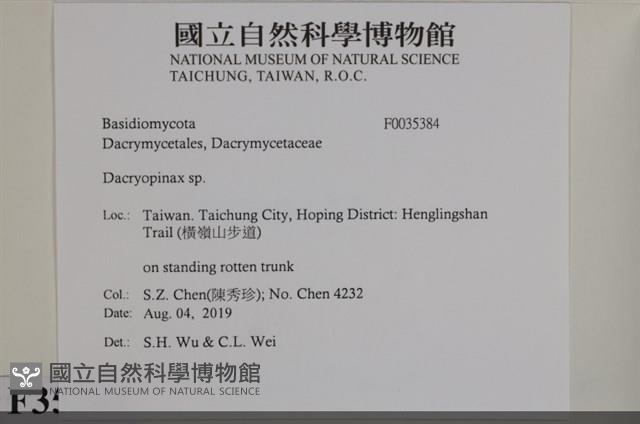 國立自然科學博物館
NATIONAL MUSEUM OF NATURAL SCIENCE
TAICHUNG, TAIWAN, R.O.C.
Basidiomycota F0035384
Dacrymycetales, Dacrymycetaceae
Dacryopinax sp.
Loc.: Taiwan. Taichung City, Hoping District: Henglingshan
Trail (橫嶺山步道)
on standing rotten trunk
Col.: S.Z. Chen(陳秀珍); No. Chen 4232
Date: Aug. 04, 2019
Det.: S.H. Wu & C.L. Wei
國立自然科學博物館
NATIONAL MUSEUM OF NATURAL SCIENCE